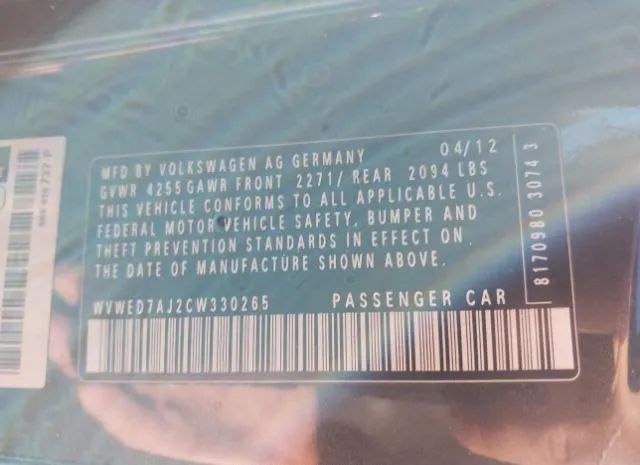 MFD BY VOLKSWAGEN AG GERMANY 04/12
GVWR 4255 GAWR FRONT 2271/ REAR 2094 LBS
THIS VEHICLE CONFORMS TO ALL APPLICABLE U.S.
FEDERAL MOTOR VEHICLE SAFETY, BUMPER AND
THEFT PREVENTION STANDARDS IN EFFECT ON
THE DATE OF MANUFACTURE SHOWN ABOVE.
WVWED7AJ2CW330265 PASSENGER CAR
8170980 3074 3
737 P